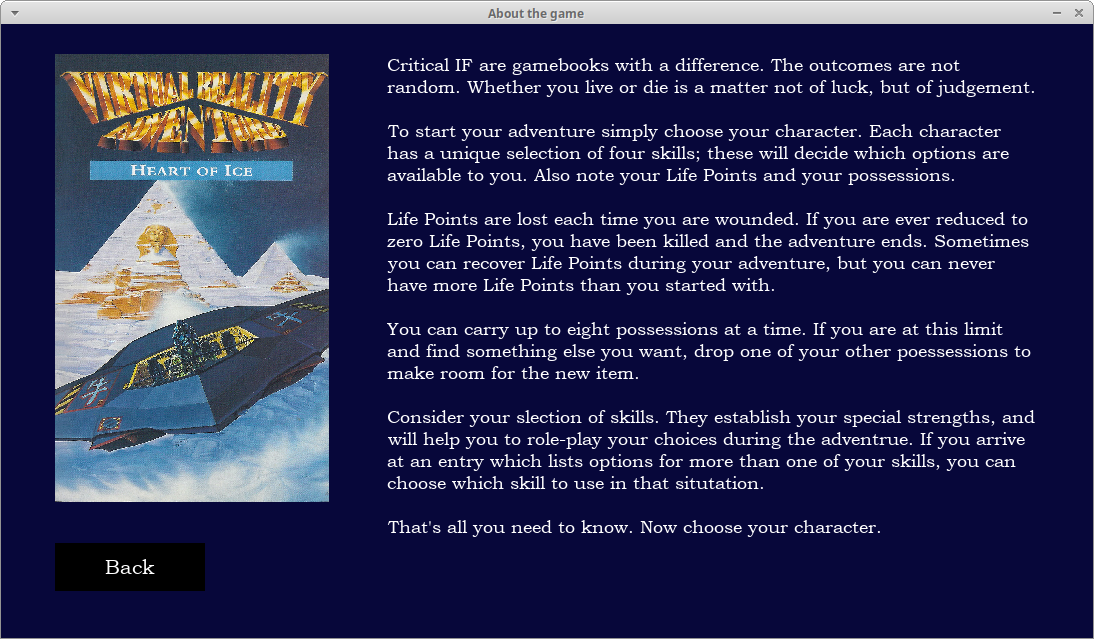 About the game
VIRTUAL REALITY
ADVENTURE
HEART OF ICE
Critical IF are gamebooks with a difference. The outcomes are not
random. Whether you live or die is a matter not of luck, but of judgement.
To start your adventure simply choose your character. Each character
has a unique selection of four skills; these will decide which options are
available to you. Also note your Life Points and your possessions.
Life Points are lost each time you are wounded. If you are ever reduced to
zero Life Points, you have been killed and the adventure ends. Sometimes
you can recover Life Points during your adventure, but you can never
have more Life Points than you started with.
You can carry up to eight possessions at a time. If you are at this limit
and find something else you want, drop one of your other poessessions to
make room for the new item.
Consider your slection of skills. They establish your special strengths, and
will help you to role-play your choices during the adventrue. If you arrive
at an entry which lists options for more than one of your skills, you can
choose which skill to use in that situtation.
That's all you need to know. Now choose your character.
Back